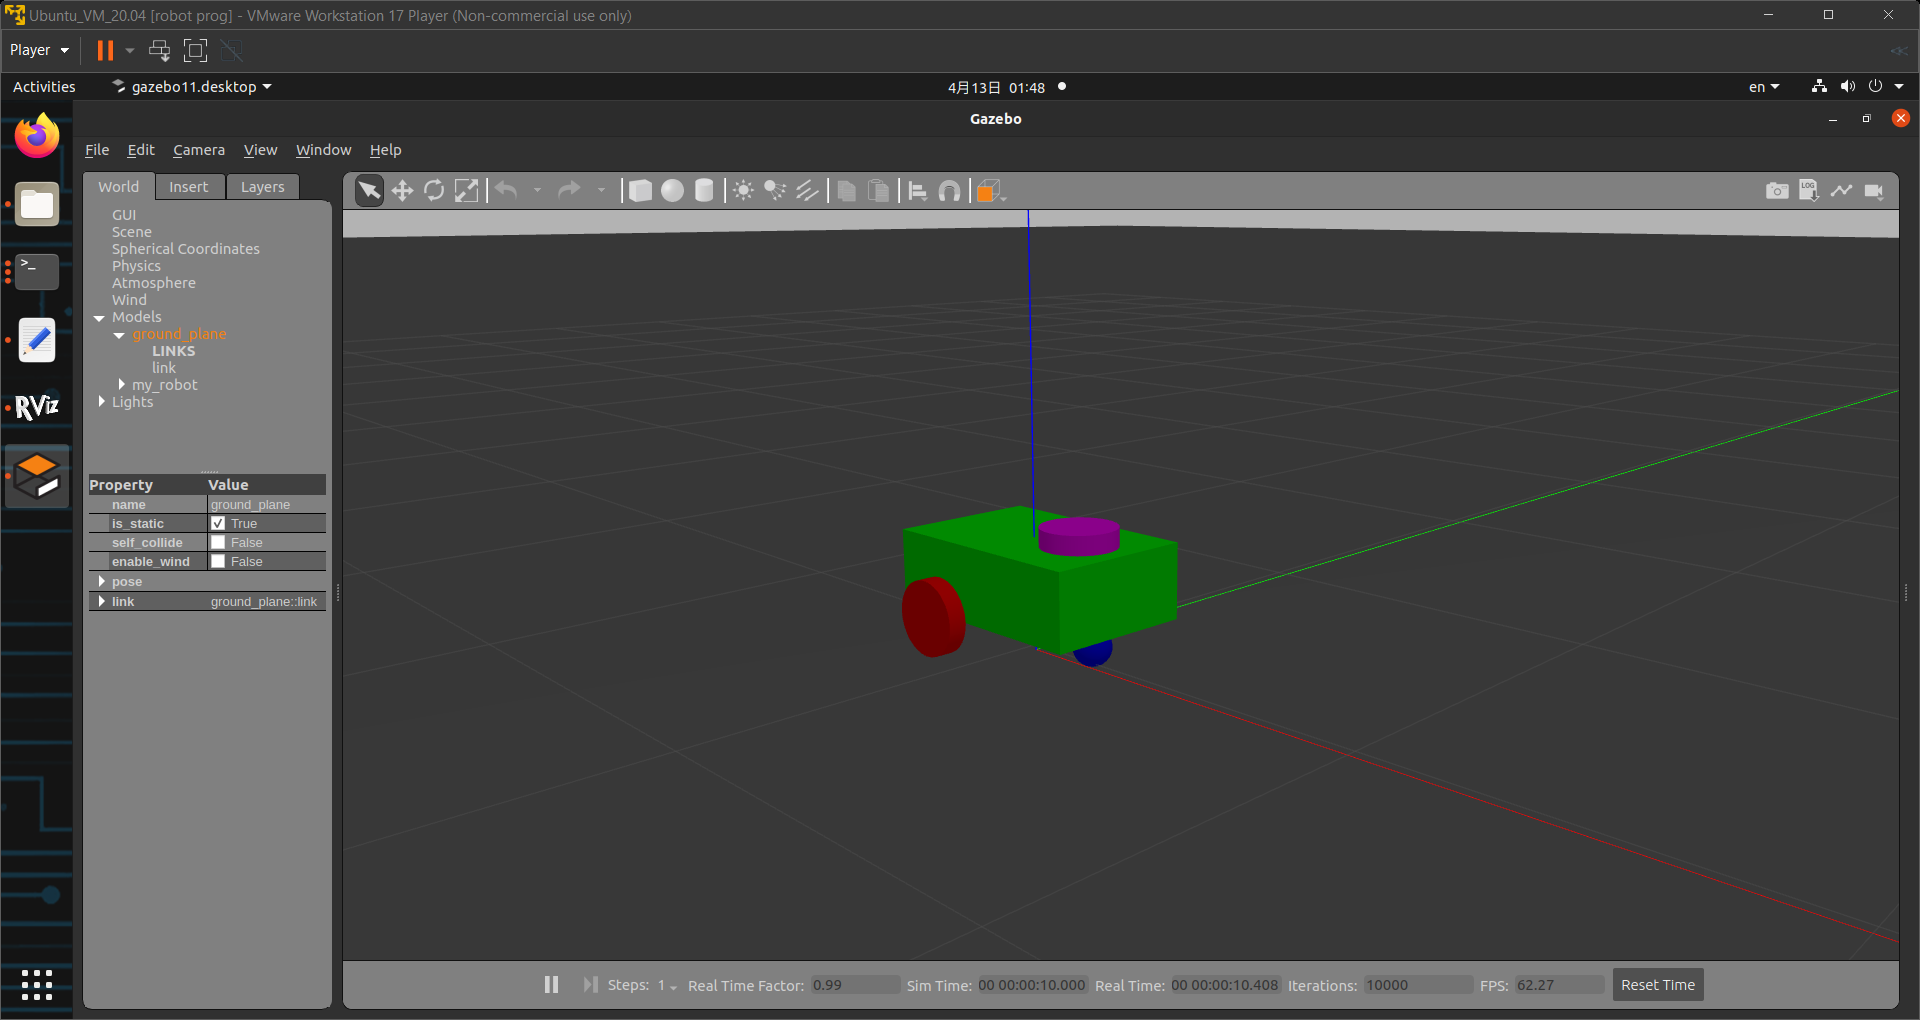 Ubuntu_VM_20.04 [robot prog] - VMware Workstation 17 Player (Non-commercial use only)
Player
Activities
gazebo11.desktop
4月13日 01:48
en
Gazebo
File Edit Camera View Window Help
World Insert Layers
GUI
Scene
Spherical Coordinates
Physics
Atmosphere
Wind
Models
ground_plane
LINKS
link
my_robot
Lights
RViz
LOG
Property Value
name ground_plane
is_static True
self_collide False
enable_wind False
pose
link ground_plane::link
Steps: 1 Real Time Factor: 0.99 Sim Time: 00 00:00:10.000 Real Time: 00 00:00:10.408 Iterations: 10000 FPS: 62.27 Reset Time